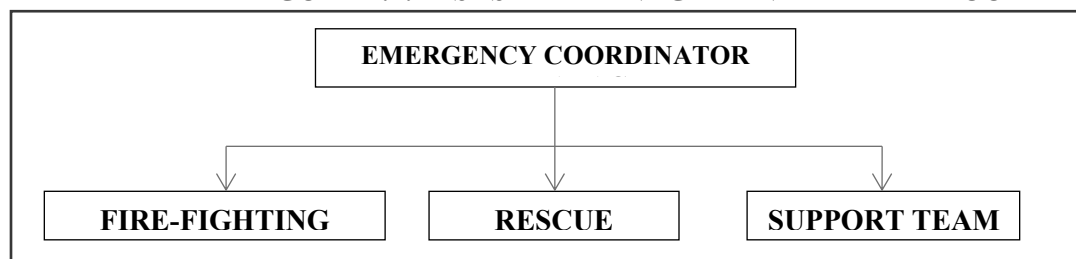 EMERGENCY COORDINATOR
FIRE-FIGHTING
RESCUE
SUPPORT TEAM